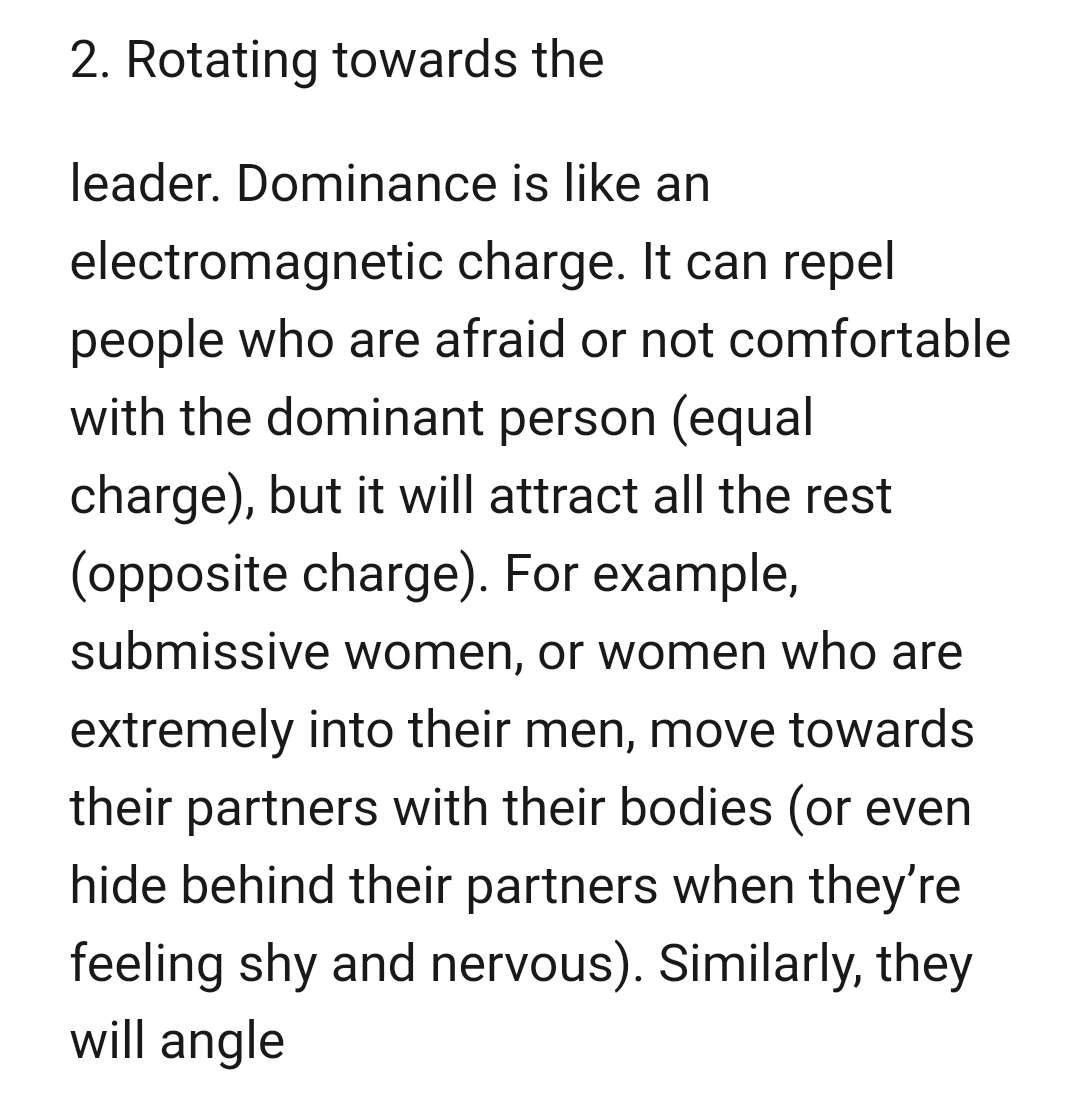 2. Rotating towards the
leader. Dominance is like an
electromagnetic charge. It can repel
people who are afraid or not comfortable
with the dominant person (equal
charge), but it will attract all the rest
(opposite charge). For example,
submissive women, or women who are
extremely into their men, move towards
their partners with their bodies (or even
hide behind their partners when they’re
feeling shy and nervous). Similarly, they
will angle